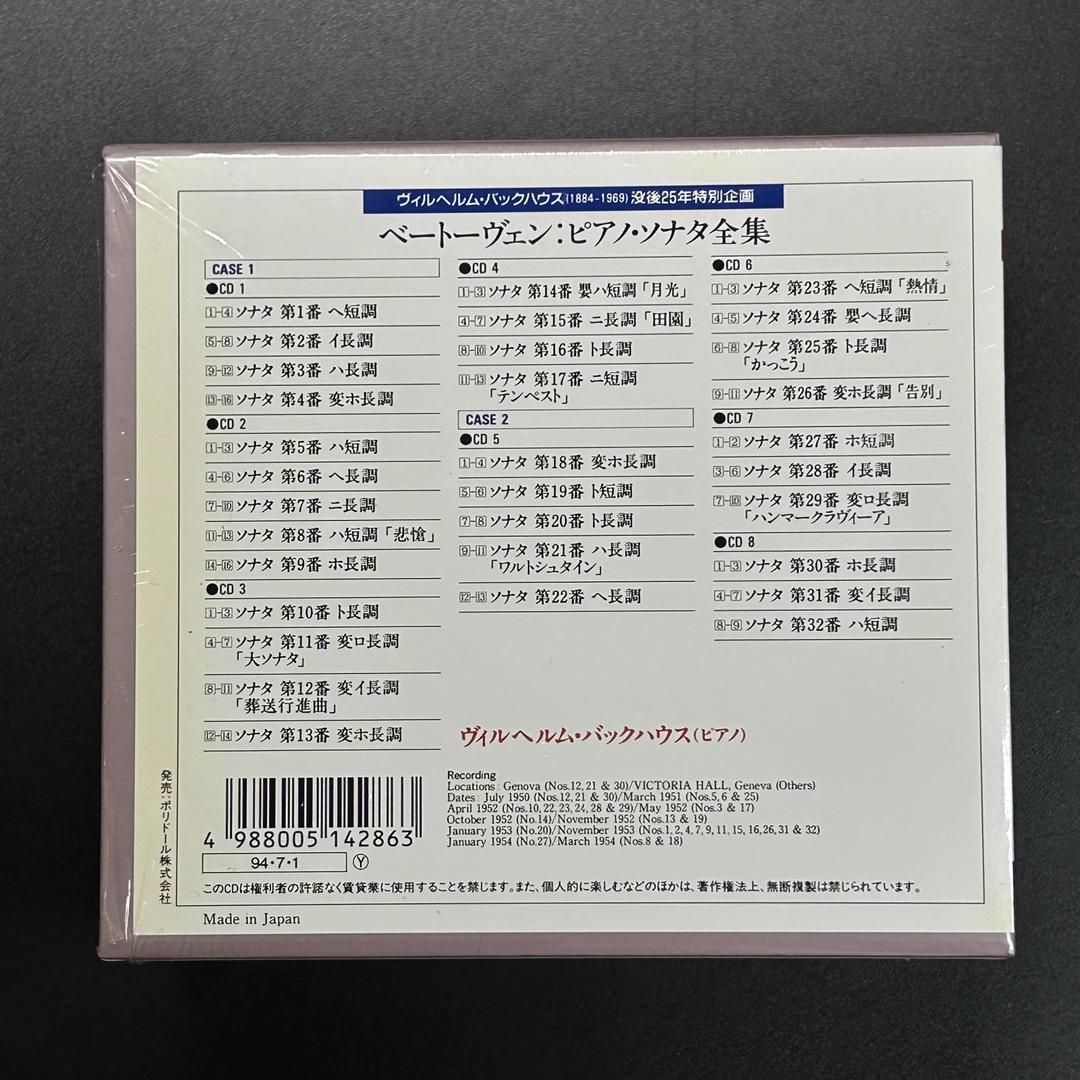 ヴィルヘルム・バックハウス(1884-1969)没後25年特別企画
ベートーヴェン:ピアノ・ソナタ全集
CASE 1
●CD 1
1-4 ソナタ 第1番 ヘ短調
5-8 ソナタ 第2番 イ長調
9-12 ソナタ 第3番 ハ長調
13-16 ソナタ 第4番 変ホ長調
●CD 2
1-3 ソナタ 第5番 ハ短調
4-6 ソナタ 第6番 ヘ長調
7-10 ソナタ 第7番 ニ長調
11-13 ソナタ 第8番 ハ短調「悲愴」
14-16 ソナタ 第9番 ホ長調
●CD 3
1-3 ソナタ 第10番 ト長調
4-7 ソナタ 第11番 変ロ長調
「大ソナタ」
8-11 ソナタ 第12番 変イ長調
「葬送行進曲」
12-14 ソナタ 第13番 変ホ長調
●CD 4
1-3 ソナタ 第14番 嬰ハ短調「月光」
4-7 ソナタ 第15番 ニ長調「田園」
8-10 ソナタ 第16番 ト長調
11-13 ソナタ 第17番 ニ短調
「テンペスト」
CASE 2
●CD 5
1-4 ソナタ 第18番 変ホ長調
5-6 ソナタ 第19番 ト短調
7-8 ソナタ 第20番 ト長調
9-11 ソナタ 第21番 ハ長調
「ワルトシュタイン」
12-13 ソナタ 第22番 ヘ長調
●CD 6
1-3 ソナタ 第23番 ヘ短調「熱情」
4-5 ソナタ 第24番 嬰ヘ長調
6-8 ソナタ 第25番 ト長調
「かっこう」
9-11 ソナタ 第26番 変ホ長調「告別」
●CD 7
1-2 ソナタ 第27番 ホ短調
3-6 ソナタ 第28番 イ長調
7-10 ソナタ 第29番 変ロ長調
「ハンマークラヴィーア」
●CD 8
1-3 ソナタ 第30番 ホ長調
4-7 ソナタ 第31番 変イ長調
8-9 ソナタ 第32番 ハ短調
ヴィルヘルム・バックハウス(ピアノ)
Recording
Locations: Genova (Nos.12, 21 & 30)/VICTORIA HALL, Geneva (Others)
Dates: July 1950 (Nos.12, 21 & 30)/March 1951 (Nos.5, 6 & 25)
April 1952 (Nos.10, 22, 23, 24, 28 & 29)/May 1952 (Nos.3 & 17)
October 1952 (No.14)/November 1952 (Nos.13 & 19)
January 1953 (No.20)/November 1953 (Nos.1, 2, 4, 7, 9, 11, 15, 16, 26, 31 & 32)
January 1954 (No.27)/March 1954 (Nos.8 & 18)
4 988005 142863
94・7・1 Ⓨ
発売:ポリドール株式会社
このCDは権利者の許諾なく賃貸業に使用することを禁じます。また、個人的に楽しむなどのほかは、著作権法上、無断複製は禁じられています。
Made in Japan